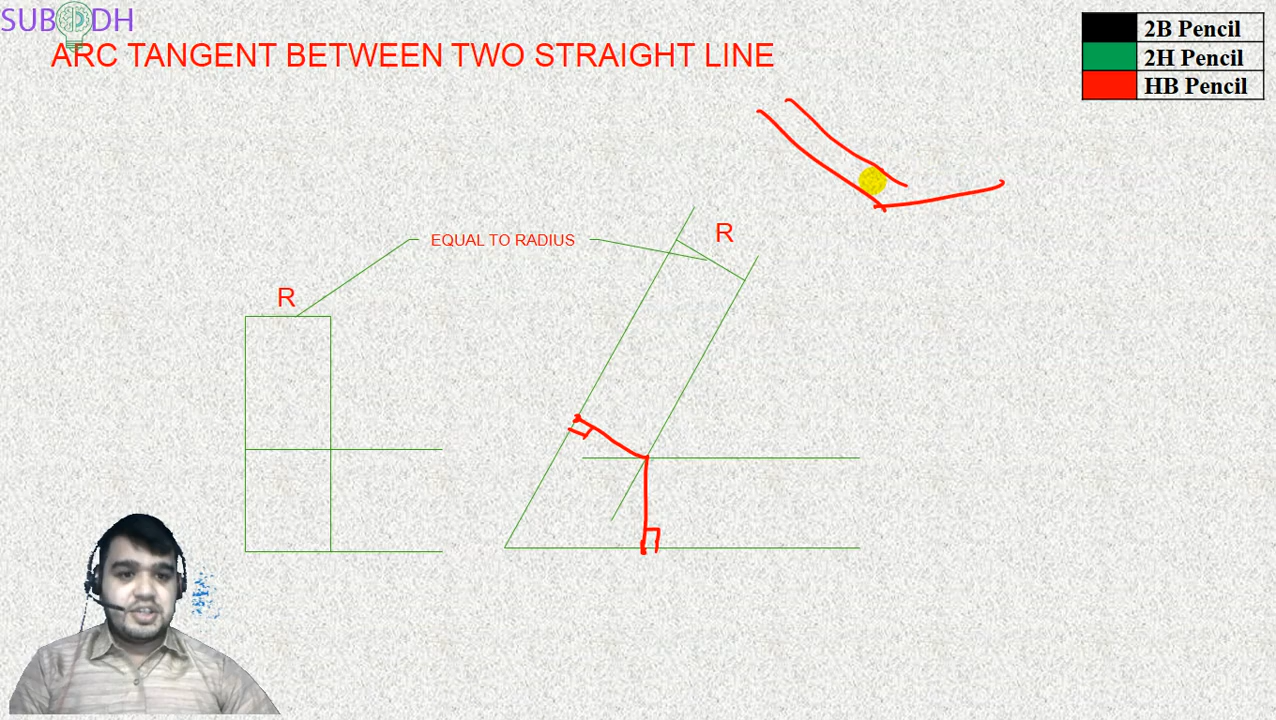 SUBODH
ARC TANGENT BETWEEN TWO STRAIGHT LINE
2B Pencil
2H Pencil
HB Pencil
R
EQUAL TO RADIUS
R